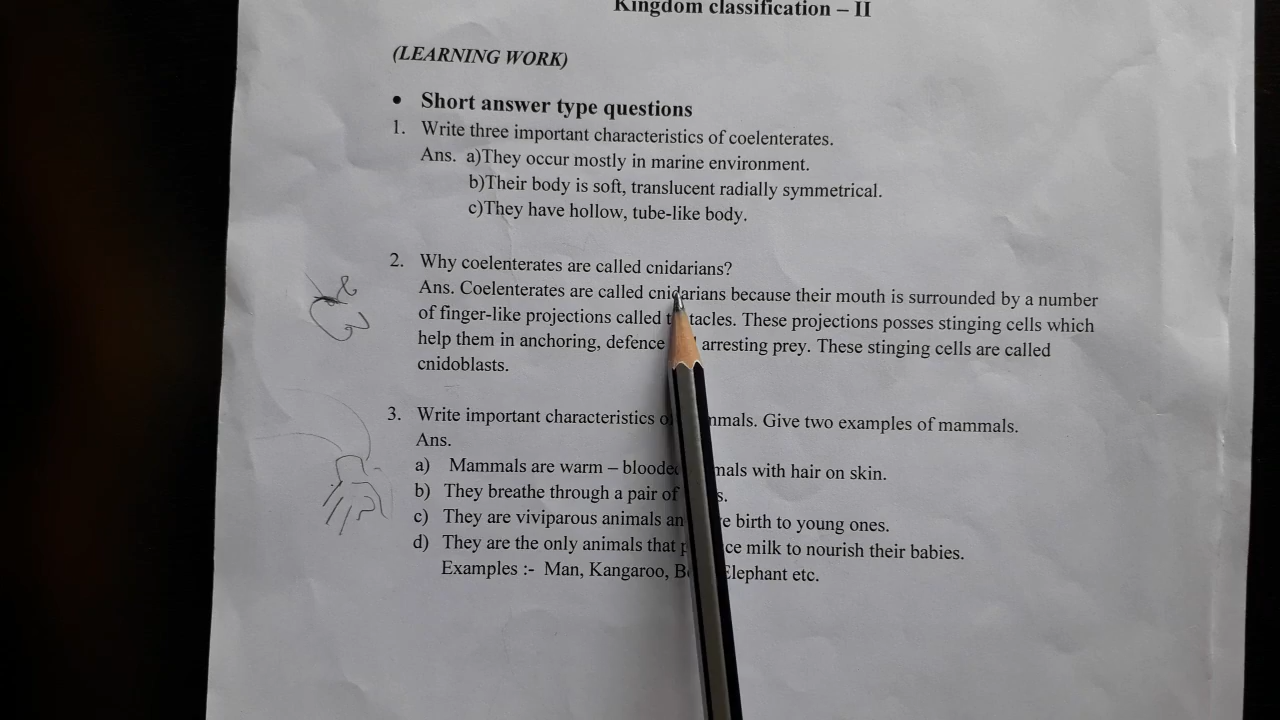 Kingdom classification – II
(LEARNING WORK)
• Short answer type questions
1. Write three important characteristics of coelenterates.
Ans. a)They occur mostly in marine environment.
b)Their body is soft, translucent radially symmetrical.
c)They have hollow, tube-like body.
2. Why coelenterates are called cnidarians?
Ans. Coelenterates are called cnidarians because their mouth is surrounded by a number
of finger-like projections called tacles. These projections posses stinging cells which
help them in anchoring, defence arresting prey. These stinging cells are called
cnidoblasts.
3. Write important characteristics mmals. Give two examples of mammals.
Ans.
a) Mammals are warm – blooded mals with hair on skin.
b) They breathe through a pair of
c) They are viviparous animals birth to young ones.
d) They are the only animals that milk to nourish their babies.
Examples :- Man, Kangaroo, Elephant etc.